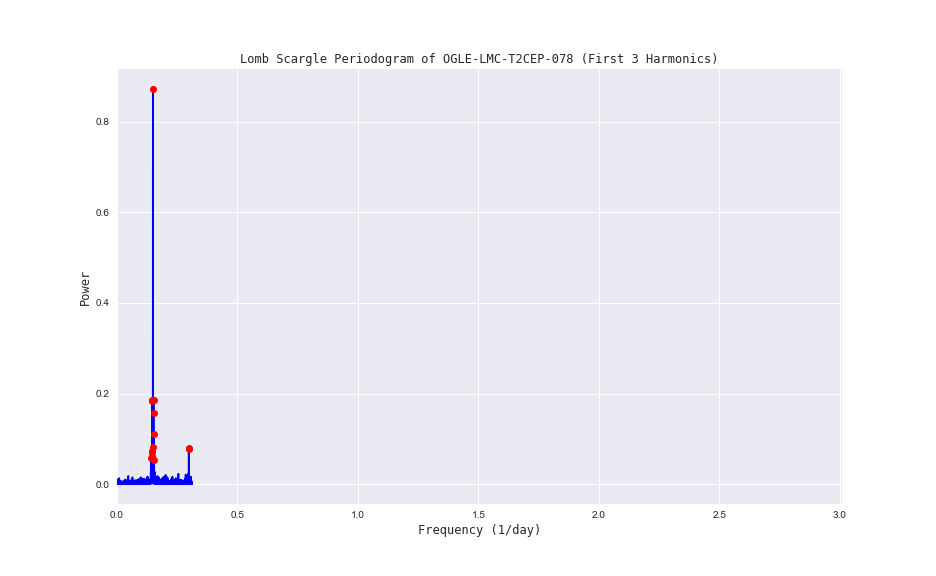 Lomb Scargle Periodogram of OGLE-LMC-T2CEP-078 (First 3 Harmonics)
0.8
0.6
0.4
0.2
0.0
Power
0.0 0.5 1.0 1.5 2.0 2.5 3.0
Frequency (1/day)